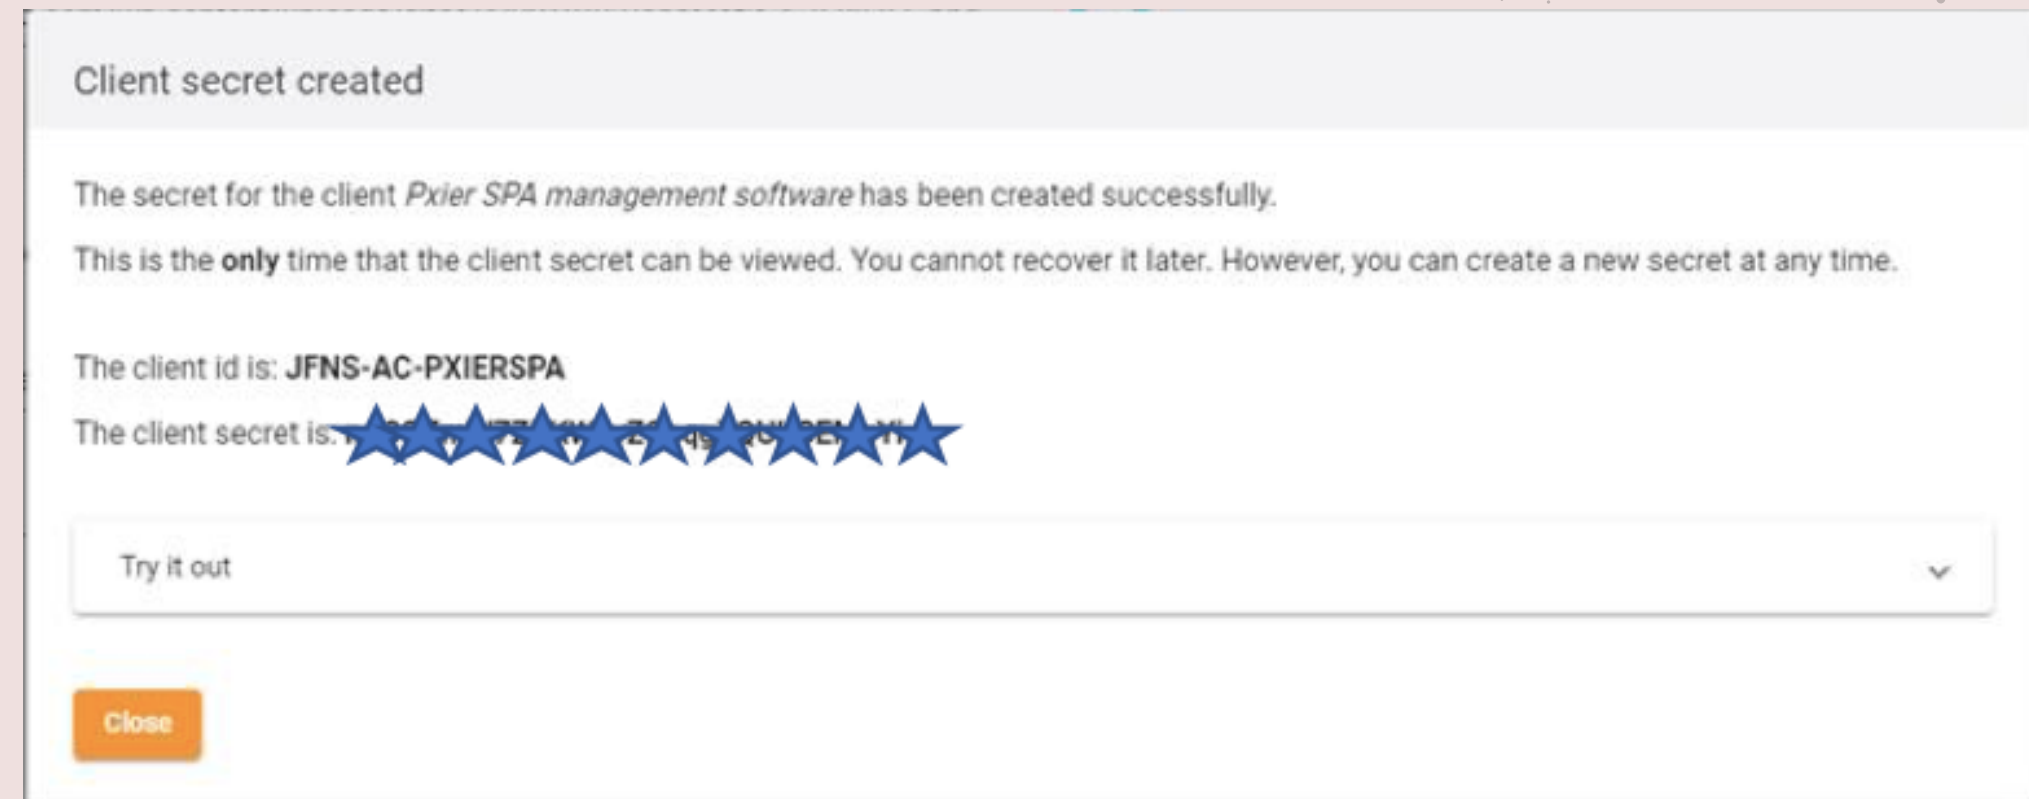 Client secret created
The secret for the client Pxier SPA management software has been created successfully.
This is the only time that the client secret can be viewed. You cannot recover it later. However, you can create a new secret at any time.
The client id is: JFNS-AC-PXIERSPA
The client secret is:
Try it out
Close